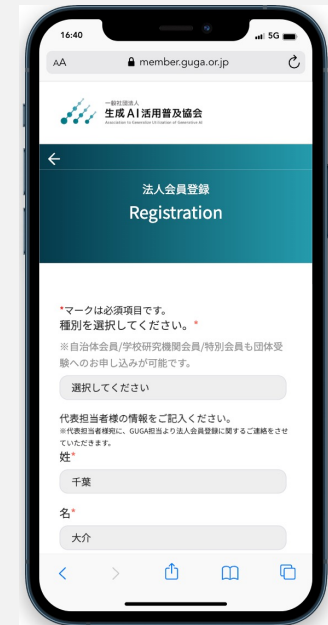 16:40
5G
AA
member.guga.or.jp
一般社団法人
生成AI活用普及協会
法人会員登録
Registration
*マークは必須項目です。
種別を選択してください。*
※自治体会員/学校研究機関会員/特別会員も団体受
験へのお申し込みが可能です。
選択してください
代表担当者様の情報をご記入ください。
※代表担当者様宛に、GUGA担当より法人会員登録に関するご連絡をさせ
ていただきます。
姓*
千葉
名*
大介